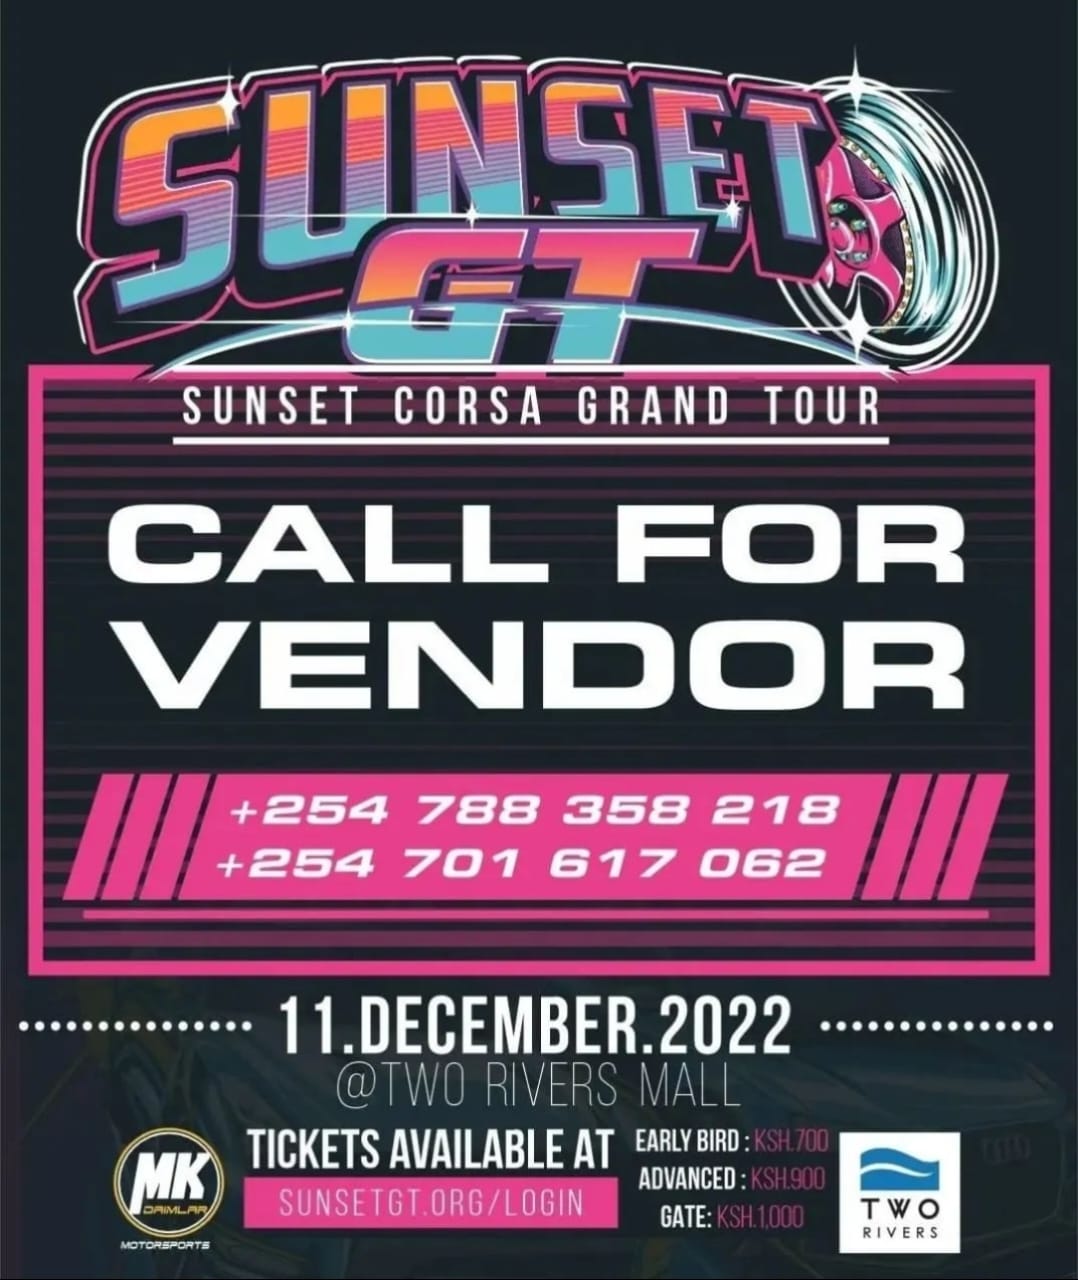 SUNSET
GT
SUNSET CORSA GRAND TOUR
CALL FOR
VENDOR
+254 788 358 218
+254 701 617 062
11.DECEMBER.2022
@TWO RIVERS MALL
MK
DAIMLAR
MOTORSPORTS
TICKETS AVAILABLE AT
SUNSETGT.ORG/LOGIN
EARLY BIRD : KSH.700
ADVANCED : KSH.900
GATE: KSH.1,000
TWO
RIVERS